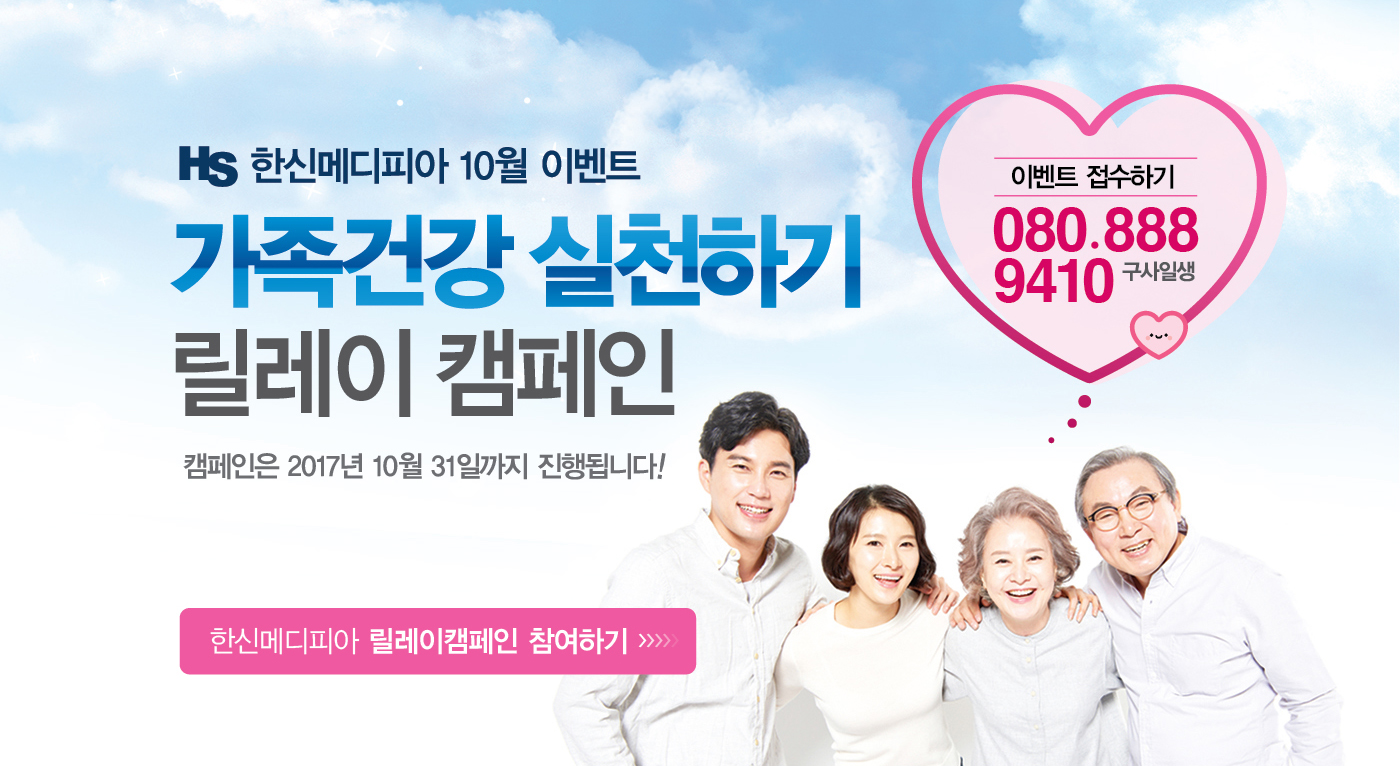 HS 한신메디피아 10월 이벤트
가족건강 실천하기
릴레이 캠페인
캠페인은 2017년 10월 31일까지 진행됩니다!
한신메디피아 릴레이캠페인 참여하기 >>>>>
이벤트 접수하기
080.888
9410 구사일생